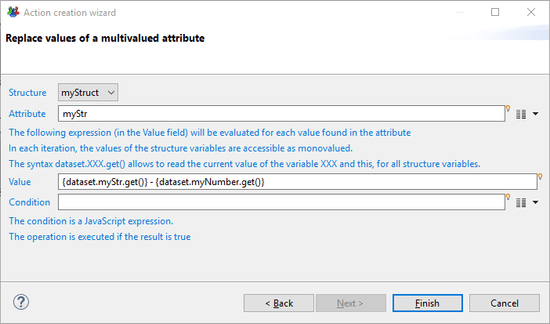 Action creation wizard
Replace values of a multivalued attribute
Structure myStruct
Attribute myStr
The following expression (in the Value field) will be evaluated for each value found in the attribute
In each iteration, the values of the structure variables are accessible as monovalued.
The syntax dataset.XXX.get() allows to read the current value of the variable XXX and this, for all structure variables.
Value {dataset.myStr.get()} - {dataset.myNumber.get()}
Condition
The condition is a JavaScript expression.
The operation is executed if the result is true
? < Back Next > Finish Cancel